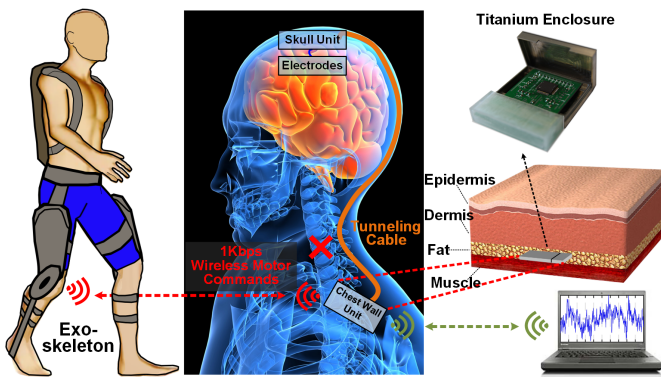 Titanium Enclosure
Skull Unit
Electrodes
Epidermis
Dermis
Fat
Muscle
Tunneling
Cable
1Kbps
Wireless Motor
Commands
Chest Wall
Unit
Exo-
skeleton